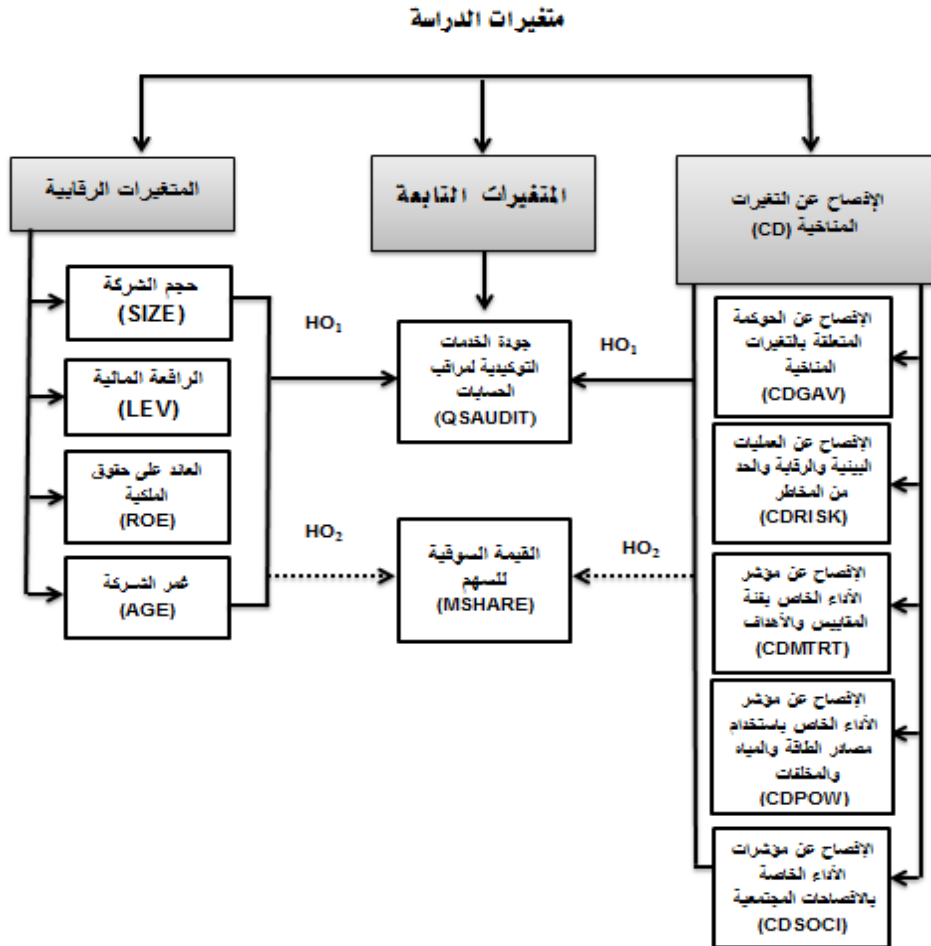 متغيرات الدراسة
الإفصاح عن التغيرات
المناخية (CD)
المتغيرات التابعة
المتغيرات الرقابية
الإفصاح عن الحوكمة
المتعلقة بالتغيرات
المناخية
(CDGAV)
الإفصاح عن العمليات
البيئية والرقابة والحد
من المخاطر
(CDRISK)
الإفصاح عن مؤشر
الأداء الخاص بفئة
المقاييس والأهداف
(CDMTRT)
الإفصاح عن مؤشر
الأداء الخاص باستخدام
مصادر الطاقة والمياه
والمخلفات
(CDPOW)
الإفصاح عن مؤشرات
الأداء الخاصة
بالافصاحات المجتمعية
(CDSOCI)
HO₁
HO₂
جودة الخدمات
التوكيدية لمراقب
الحسابات
(QSAUDIT)
القيمة السوقية
للسهم
(MSHARE)
HO₁
HO₂
حجم الشركة
(SIZE)
الرافعة المالية
(LEV)
العائد على حقوق
الملكية
(ROE)
عُمر الشركة
(AGE)